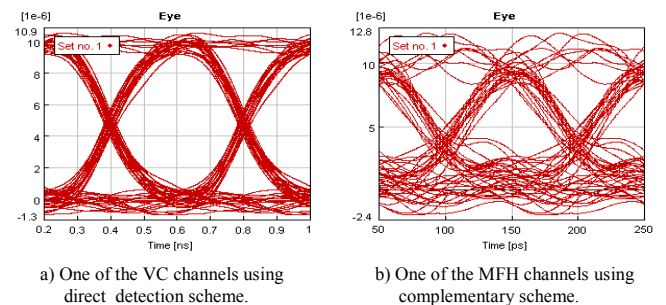 [1e-6] Eye
10.9
Set no. 1
10
8
6
4
2
0
-1.3
0.2 0.3 0.4 0.5 0.6 0.7 0.8 0.9 1
Time [ns]
a) One of the VC channels using
direct detection scheme.
[1e-6] Eye
12.8
Set no. 1
10
5
-2.4
50 100 150 200 250
Time [ps]
b) One of the MFH channels using
complementary scheme.